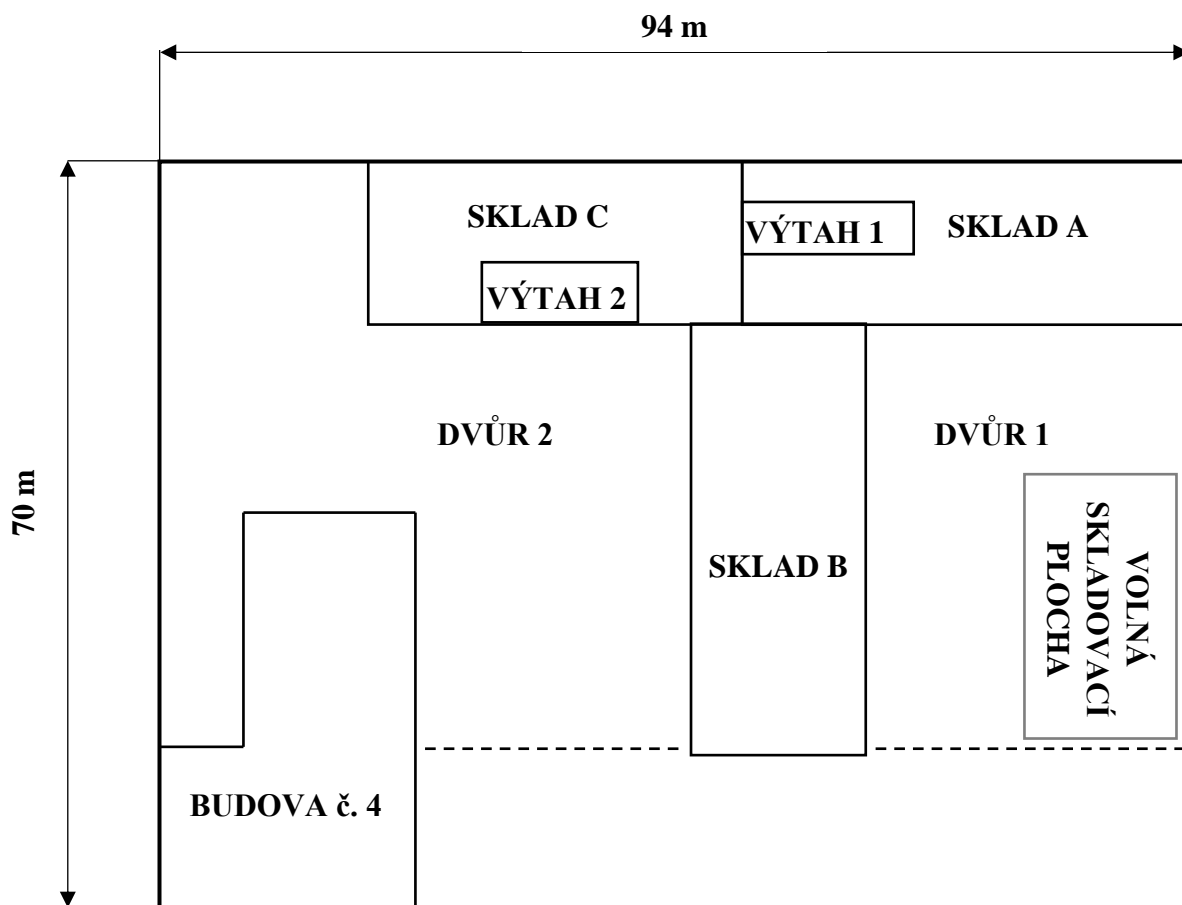 94 m
SKLAD C
VÝTAH 1
SKLAD A
VÝTAH 2
DVŮR 2
DVŮR 1
70 m
SKLAD B
VOLNÁ
SKLADOVACÍ
PLOCHA
BUDOVA č. 4